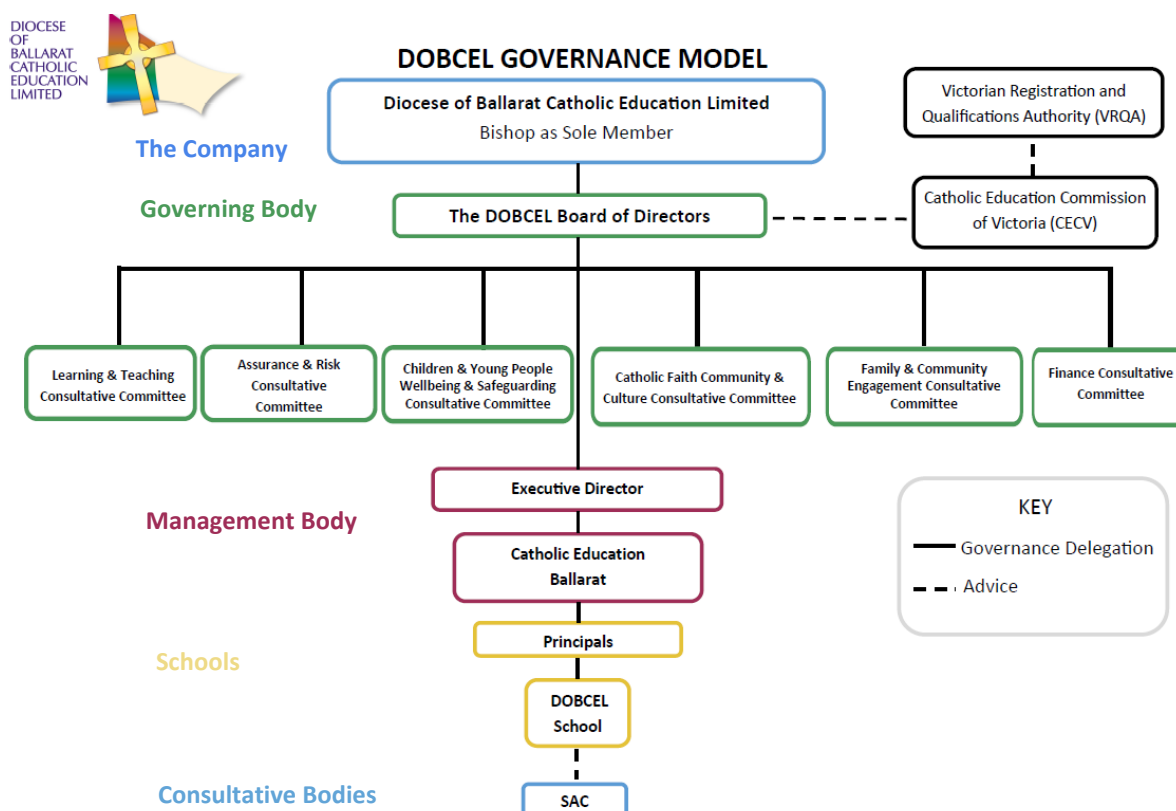 DIOCESE
OF
BALLARAT
CATHOLIC
EDUCATION
LIMITED
DOBCEL GOVERNANCE MODEL
Diocese of Ballarat Catholic Education Limited
Bishop as Sole Member
Victorian Registration and
Qualifications Authority (VRQA)
The Company
Governing Body
The DOBCEL Board of Directors
Catholic Education Commission
of Victoria (CECV)
Learning & Teaching
Consultative Committee
Assurance & Risk
Consultative
Committee
Children & Young People
Wellbeing & Safeguarding
Consultative Committee
Catholic Faith Community &
Culture Consultative Committee
Family & Community
Engagement Consultative
Committee
Finance Consultative
Committee
Management Body
Executive Director
Catholic Education
Ballarat
KEY
Governance Delegation
Advice
Schools
Principals
DOBCEL
School
Consultative Bodies
SAC